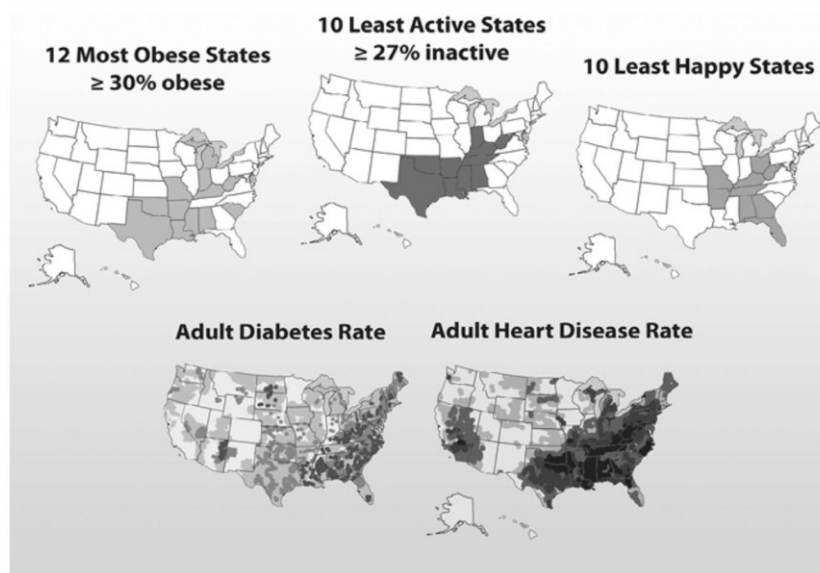 12 Most Obese States
≥ 30% obese
10 Least Active States
≥ 27% inactive
10 Least Happy States
Adult Diabetes Rate
Adult Heart Disease Rate